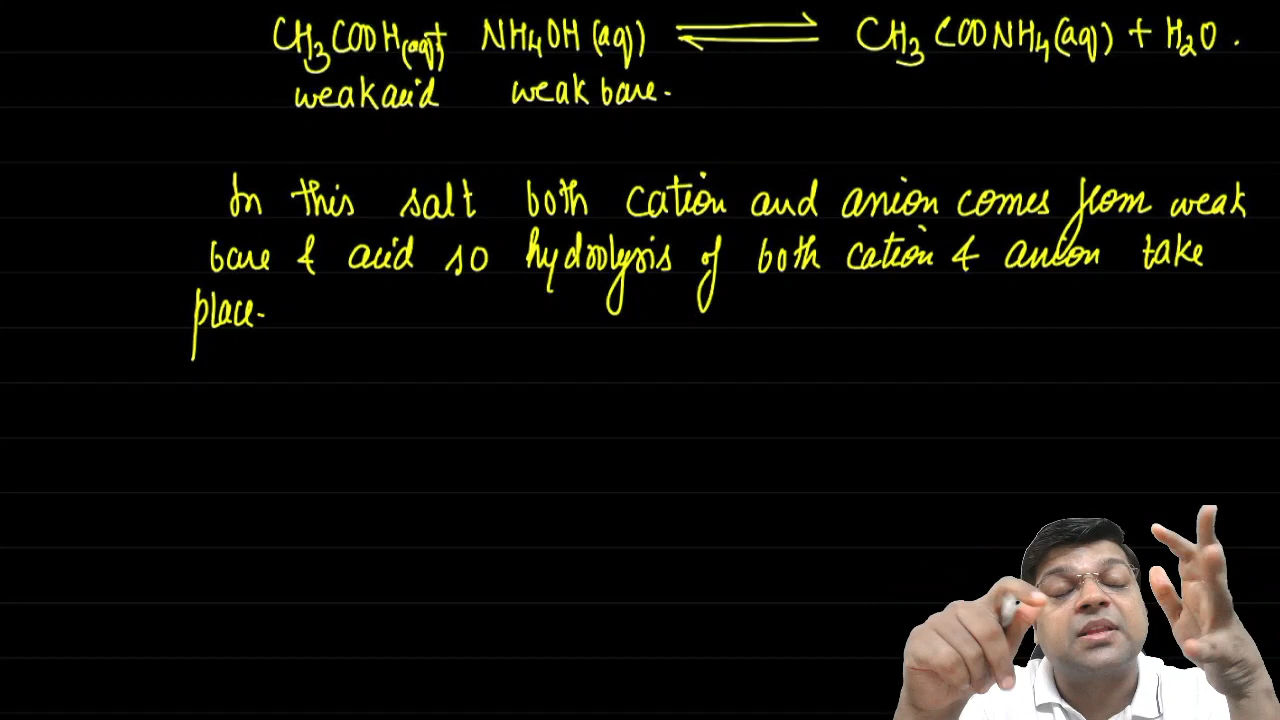 CH3COOH(aq)+ NH4OH(aq) ⇌ CH3COONH4(aq) + H2O.
weak acid weak base.
In this salt both cation and anion comes from weak
base & acid so hydrolysis of both cation & anion take
place.